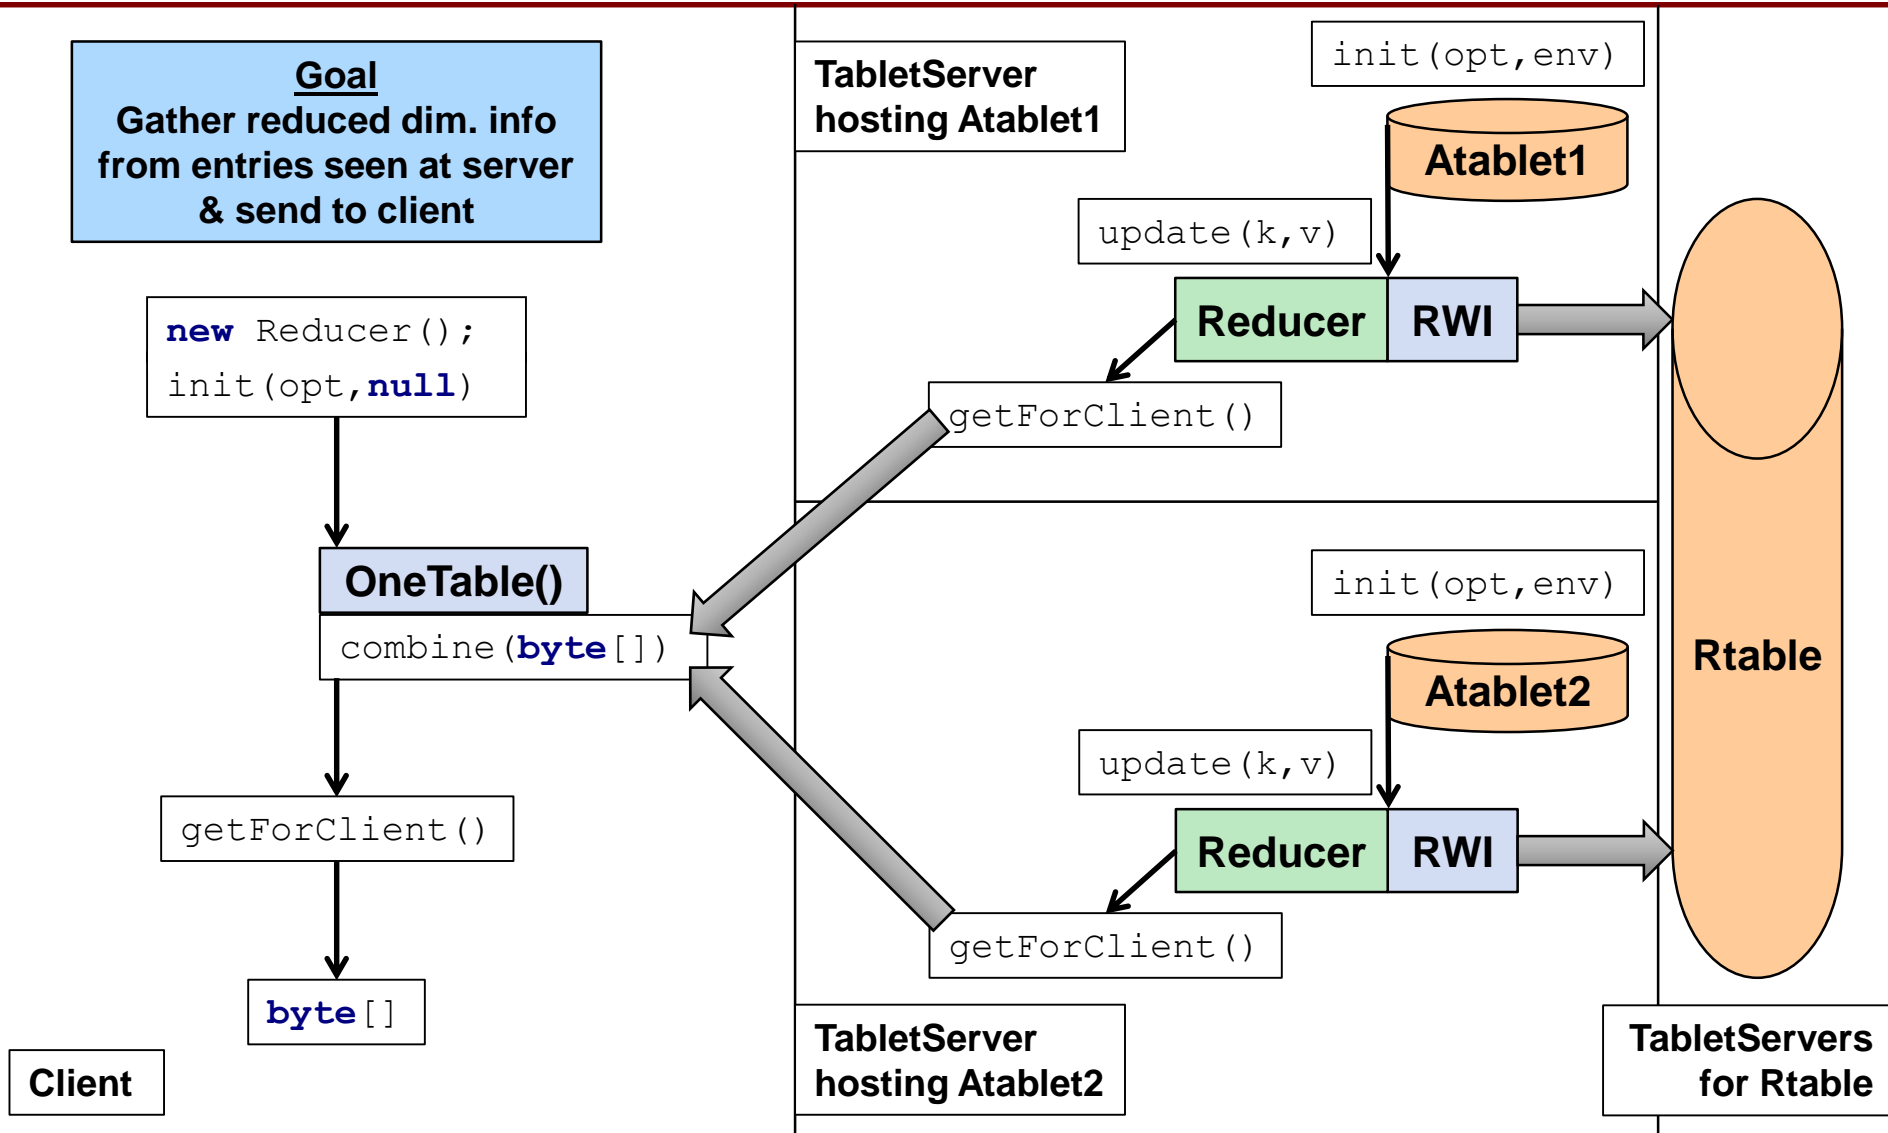 Goal
Gather reduced dim. info
from entries seen at server
& send to client
new Reducer();
init(opt,null)
OneTable()
combine(byte[])
getForClient()
byte[]
Client
TabletServer
hosting Atablet1
init(opt,env)
Atablet1
update(k,v)
Reducer
RWI
getForClient()
init(opt,env)
Atablet2
update(k,v)
Reducer
RWI
getForClient()
TabletServer
hosting Atablet2
Rtable
TabletServers
for Rtable